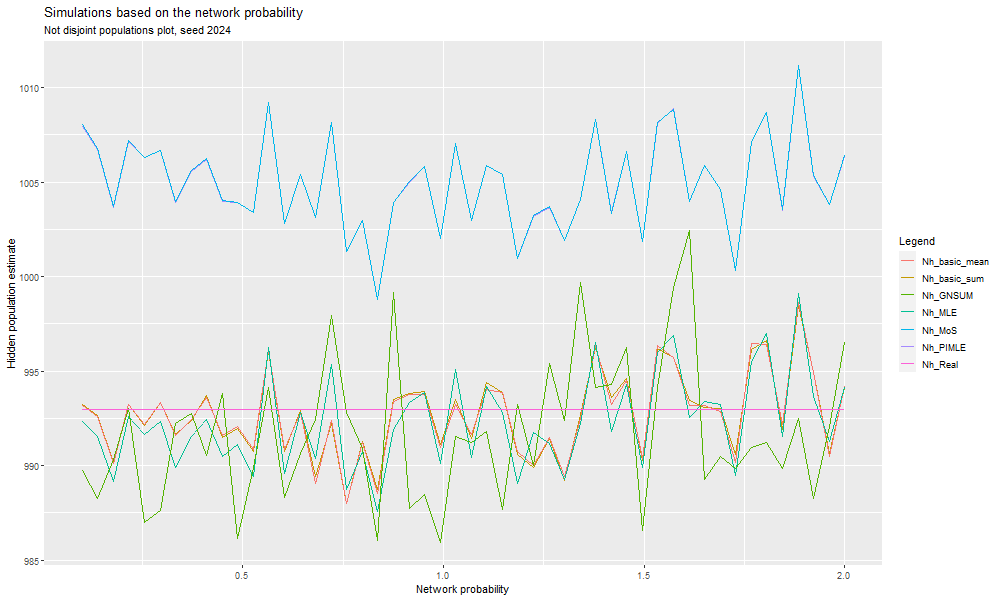 Simulations based on the network probability
Not disjoint populations plot, seed 2024
Hidden population estimate
1010
1005
1000
995
990
985
0.5
1.0
1.5
2.0
Network probability
Legend
Nh_basic_mean
Nh_basic_sum
Nh_GNSUM
Nh_MLE
Nh_MoS
Nh_PIMLE
Nh_Real